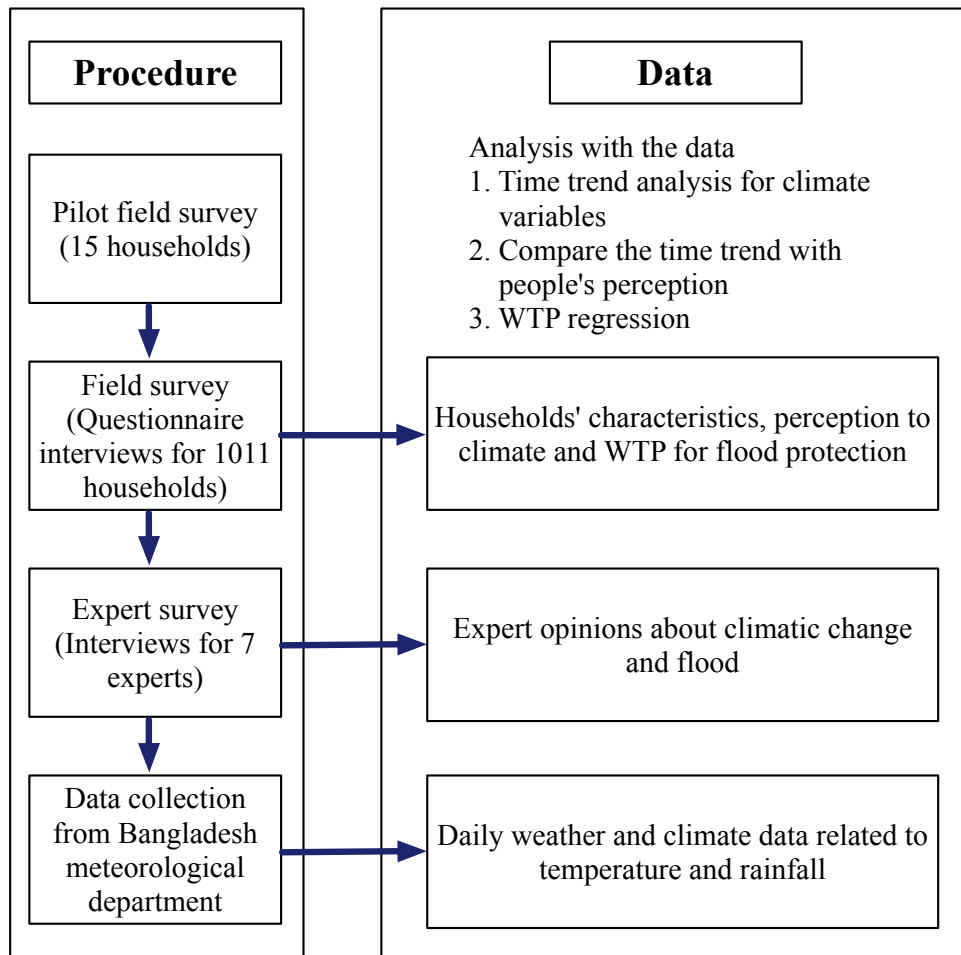 Procedure
Pilot field survey
(15 households)
Field survey
(Questionnaire
interviews for 1011
households)
Expert survey
(Interviews for 7
experts)
Data collection
from Bangladesh
meteorological
department
Data
Analysis with the data
1. Time trend analysis for climate
variables
2. Compare the time trend with
people's perception
3. WTP regression
Households' characteristics, perception to
climate and WTP for flood protection
Expert opinions about climatic change
and flood
Daily weather and climate data related to
temperature and rainfall